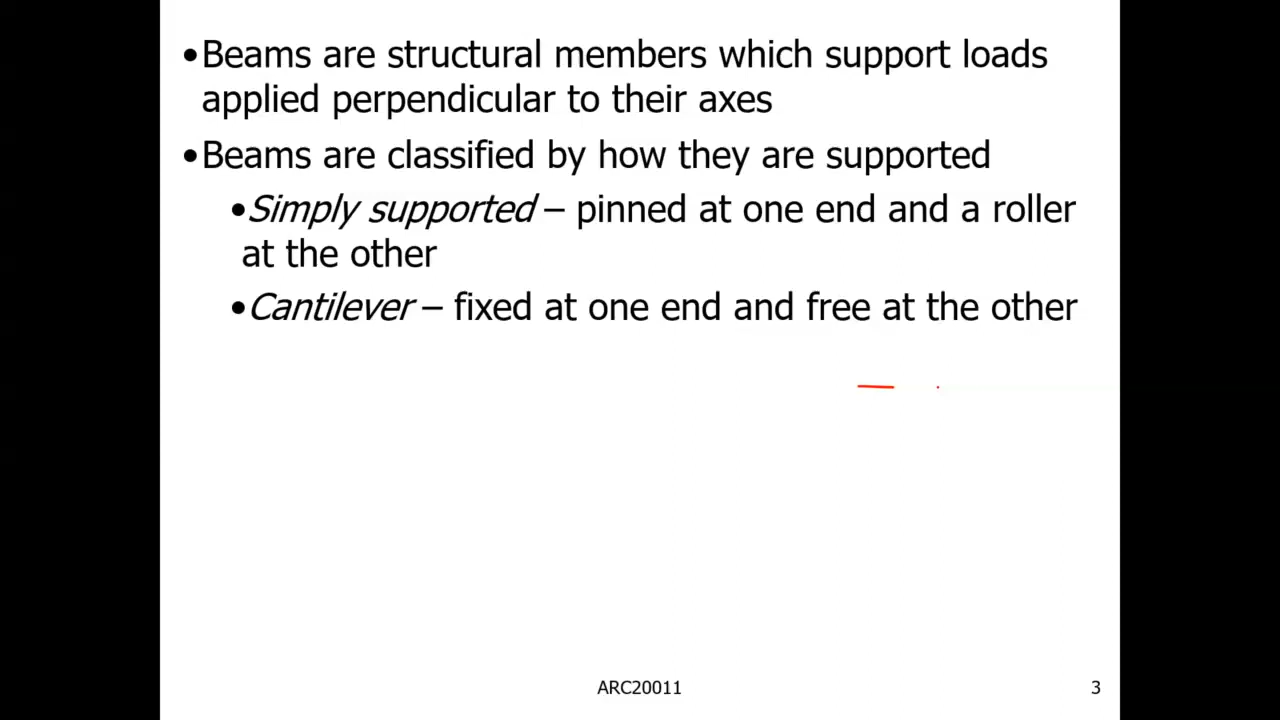 •Beams are structural members which support loads
applied perpendicular to their axes
•Beams are classified by how they are supported
•Simply supported – pinned at one end and a roller
at the other
•Cantilever – fixed at one end and free at the other
ARC20011
3